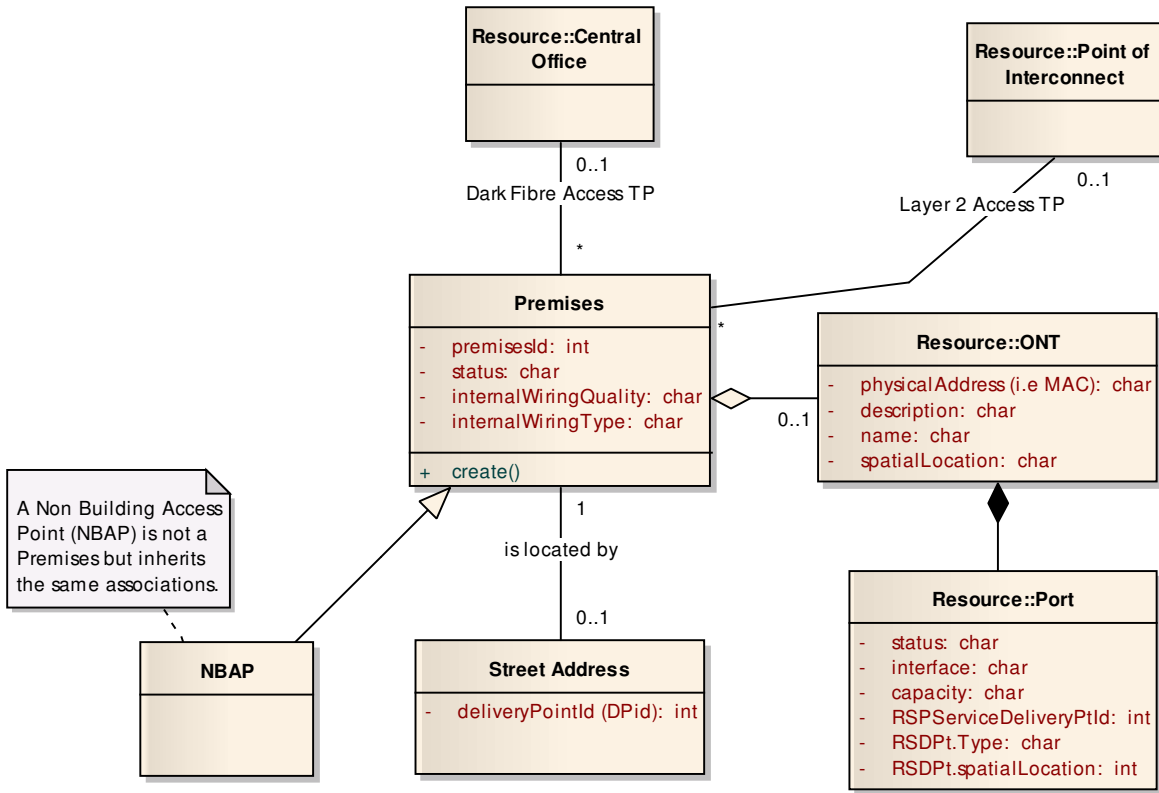 Resource::Central
Office
0..1
Dark Fibre Access TP
*
Resource::Point of
Interconnect
0..1
Layer 2 Access TP
*
Premises
- premisesId: int
- status: char
- internalWiringQuality: char
- internalWiringType: char
+ create()
0..1
Resource::ONT
- physicalAddress (i.e MAC): char
- description: char
- name: char
- spatialLocation: char
A Non Building Access
Point (NBAP) is not a
Premises but inherits
the same associations.
1
is located by
0..1
NBAP
Street Address
- deliveryPointId (DPid): int
Resource::Port
- status: char
- interface: char
- capacity: char
- RSPServiceDeliveryPtId: int
- RSDPt.Type: char
- RSDPt.spatialLocation: int